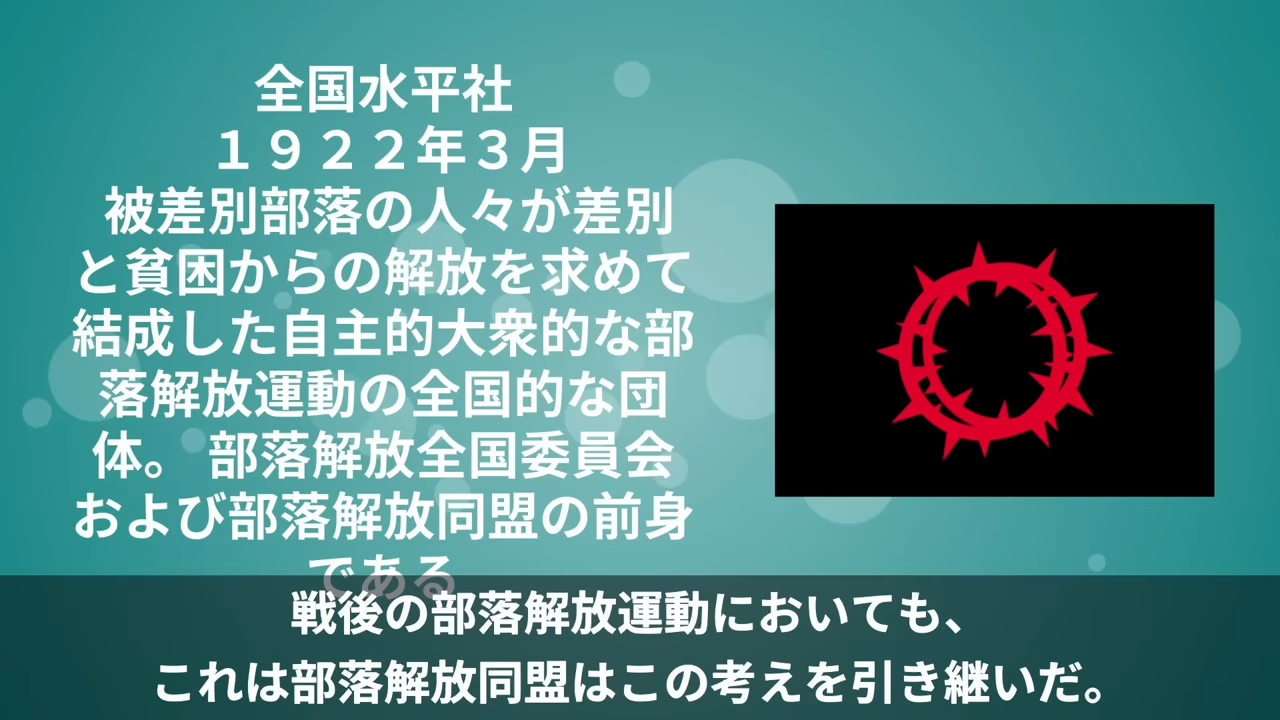 全国水平社
１９２２年３月
被差別部落の人々が差別
と貧困からの解放を求めて
結成した自主的大衆的な部
落解放運動の全国的な団
体。 部落解放全国委員会
および部落解放同盟の前身
である
戦後の部落解放運動においても、
これは部落解放同盟はこの考えを引き継いだ。